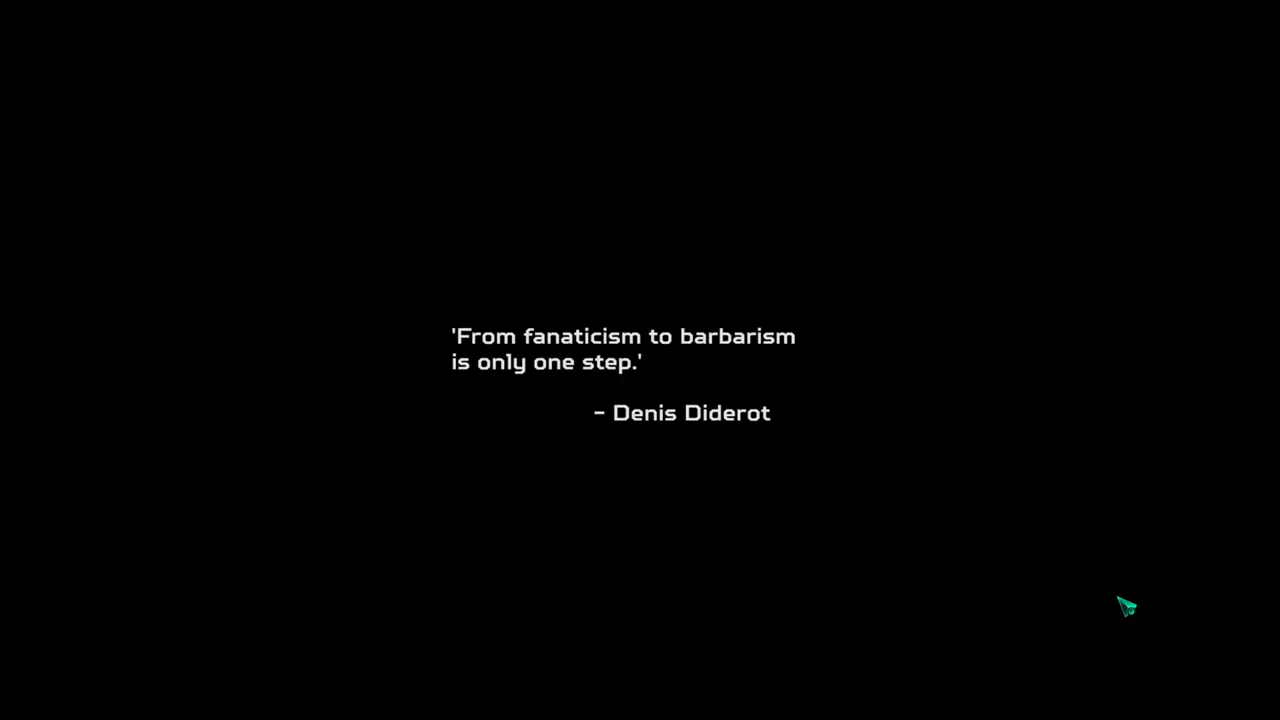 'From fanaticism to barbarism
is only one step.'
- Denis Diderot